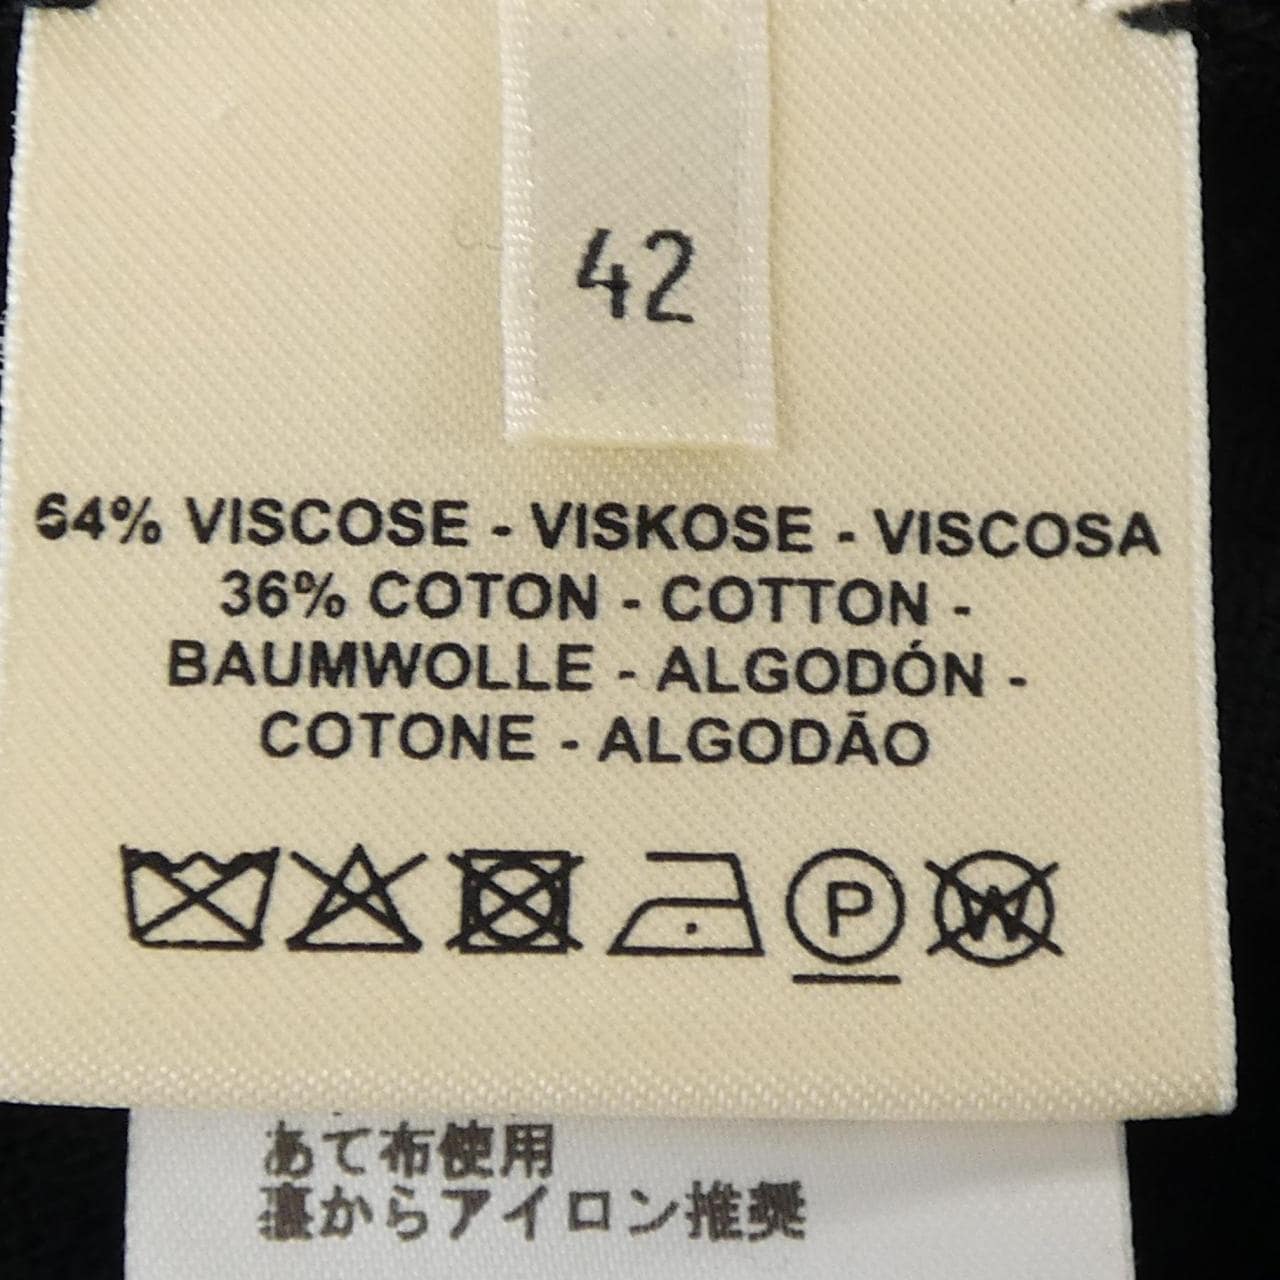 42
64% VISCOSE - VISKOSE - VISCOSA
36% COTON - COTTON -
BAUMWOLLE - ALGODÓN -
COTONE - ALGODÃO
P W
あて布使用
裏からアイロン推奨